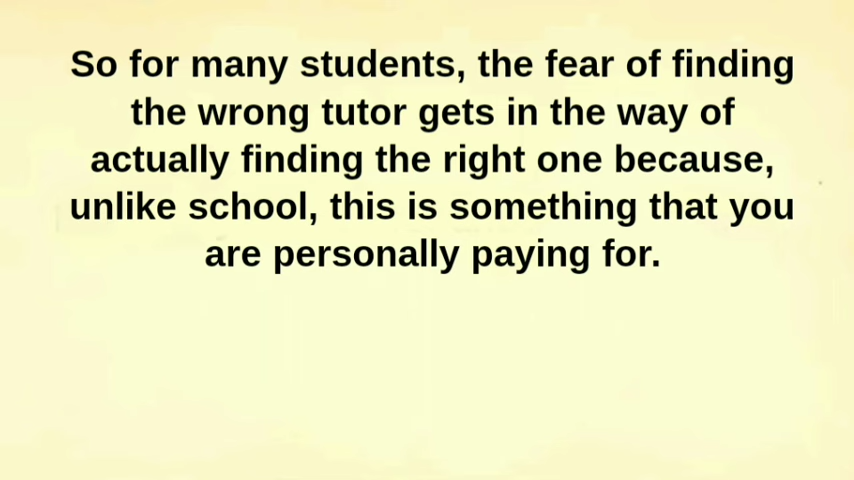 So for many students, the fear of finding
the wrong tutor gets in the way of
actually finding the right one because,
unlike school, this is something that you
are personally paying for.